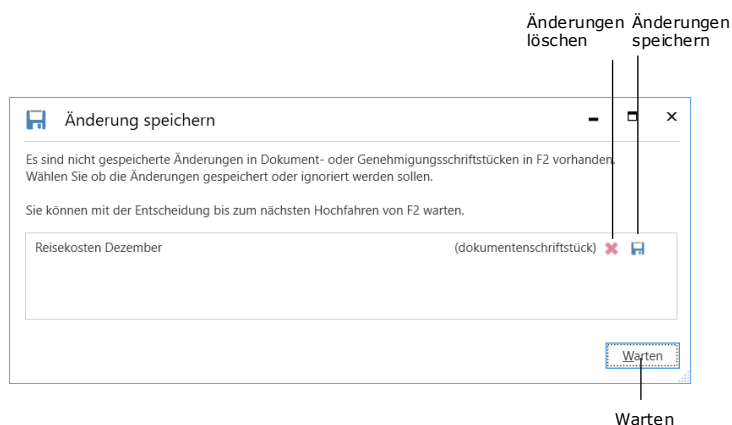 Änderungen löschen
Änderungen speichern
Änderung speichern
Es sind nicht gespeicherte Änderungen in Dokument- oder Genehmigungsschriftstücken in F2 vorhanden.
Wählen Sie ob die Änderungen gespeichert oder ignoriert werden sollen.
Sie können mit der Entscheidung bis zum nächsten Hochfahren von F2 warten.
Reisekosten Dezember (dokumentenschriftstück)
Warten
Warten